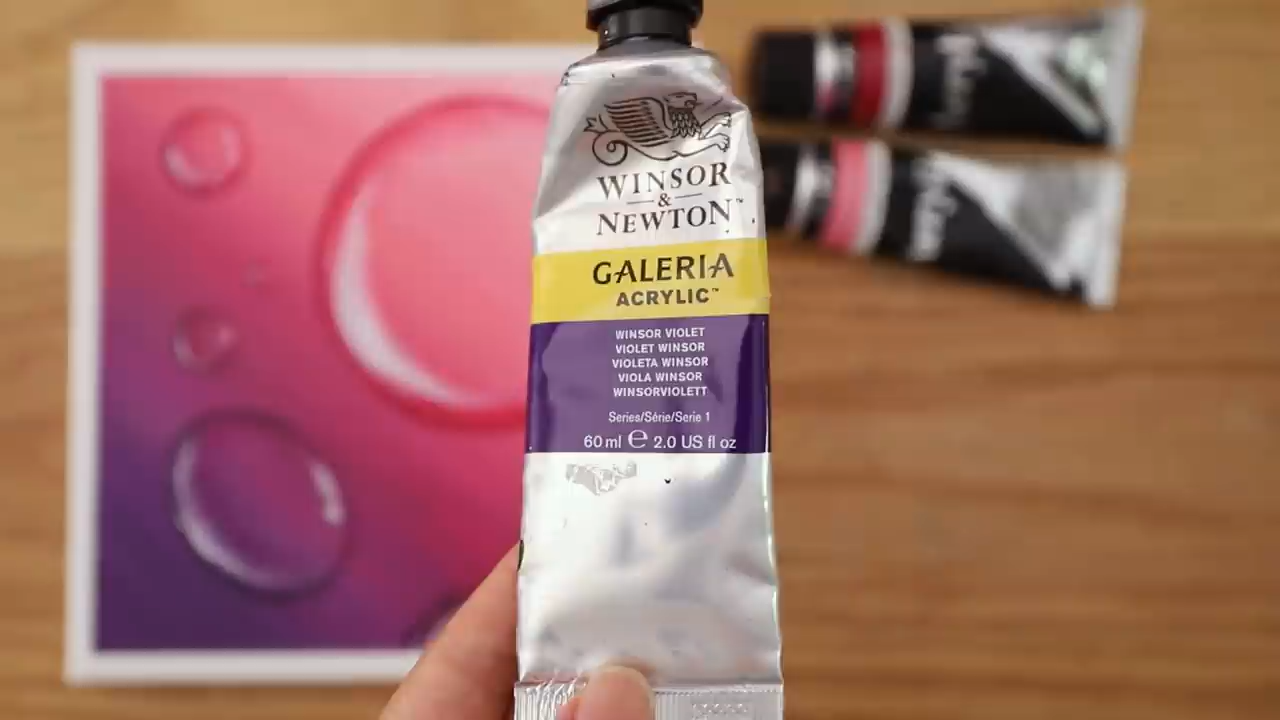 WINSOR
&
NEWTON™
GALERIA
ACRYLIC™
WINSOR VIOLET
VIOLET WINSOR
VIOLETA WINSOR
VIOLA WINSOR
WINSORVIOLETT
Series/Série/Serie 1
60 ml e 2.0 US fl oz